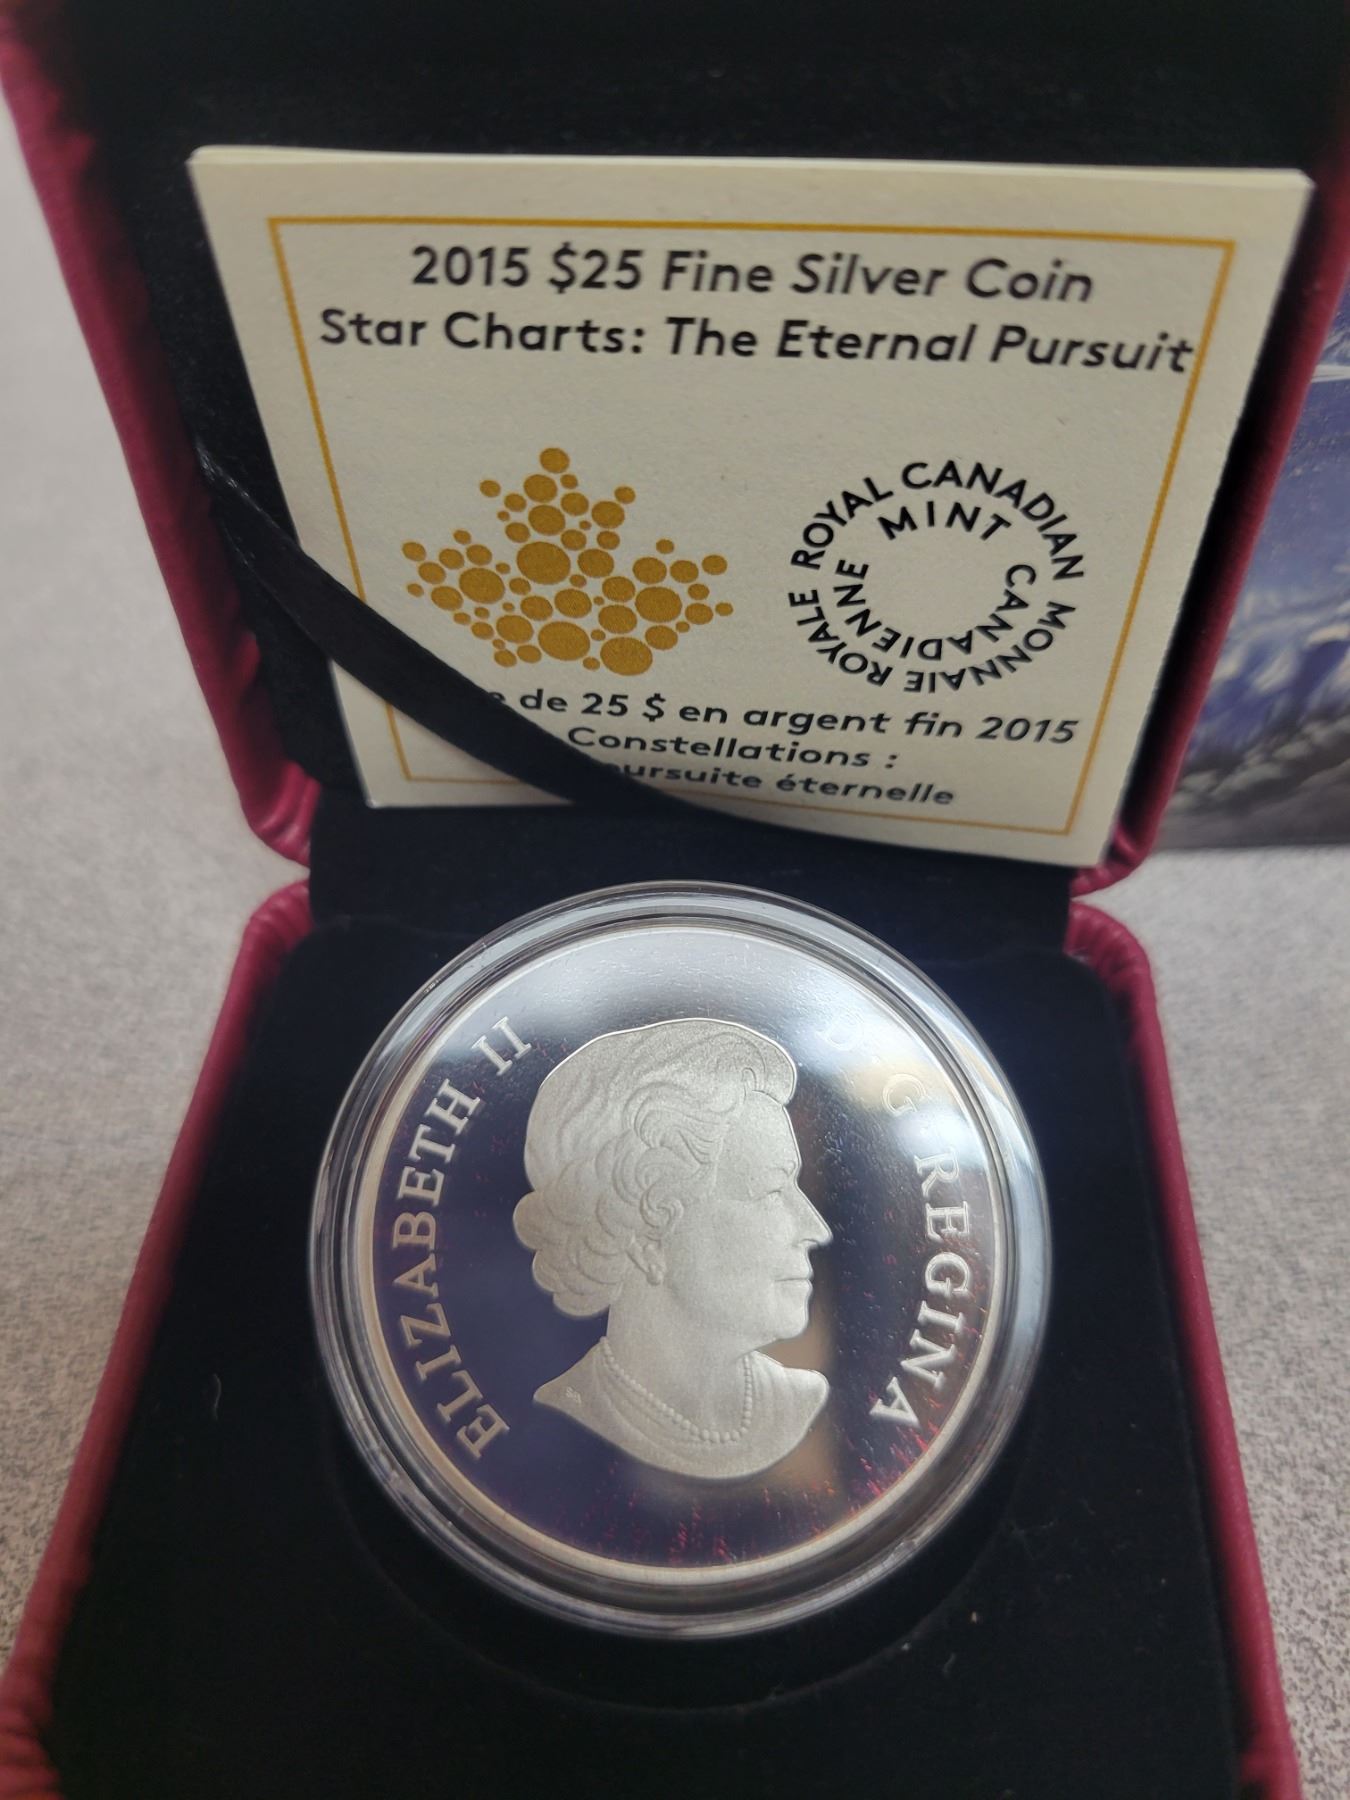 2015 $25 Fine Silver Coin
Star Charts: The Eternal Pursuit
ROYAL CANADIAN
MINT
MONNAIE ROYALE
CANADIENNE
de 25 $ en argent fin 2015
Constellations :
éternelle
ELIZABETH II
D·G·REGINA